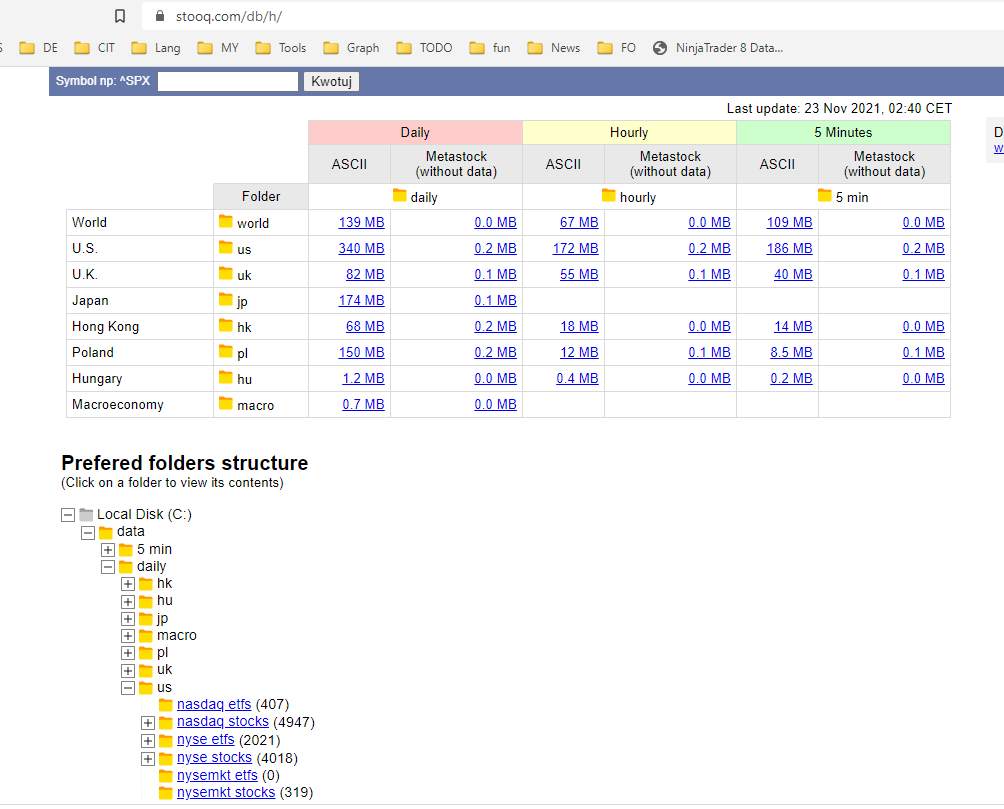 stooq.com/db/h/
DE CIT Lang MY Tools Graph TODO fun News FO NinjaTrader 8 Data...
Symbol np: ^SPX Kwotuj
Last update: 23 Nov 2021, 02:40 CET
Daily Hourly 5 Minutes
ASCII Metastock (without data) ASCII Metastock (without data) ASCII Metastock (without data)
Folder daily hourly 5 min
World world 139 MB 0.0 MB 67 MB 0.0 MB 109 MB 0.0 MB
U.S. us 340 MB 0.2 MB 172 MB 0.2 MB 186 MB 0.2 MB
U.K. uk 82 MB 0.1 MB 55 MB 0.1 MB 40 MB 0.1 MB
Japan jp 174 MB 0.1 MB
Hong Kong hk 68 MB 0.2 MB 18 MB 0.0 MB 14 MB 0.0 MB
Poland pl 150 MB 0.2 MB 12 MB 0.1 MB 8.5 MB 0.1 MB
Hungary hu 1.2 MB 0.0 MB 0.4 MB 0.0 MB 0.2 MB 0.0 MB
Macroeconomy macro 0.7 MB 0.0 MB
Prefered folders structure
(Click on a folder to view its contents)
Local Disk (C:)
data
5 min
daily
hk
hu
jp
macro
pl
uk
us
nasdaq etfs (407)
nasdaq stocks (4947)
nyse etfs (2021)
nyse stocks (4018)
nysemkt etfs (0)
nysemkt stocks (319)